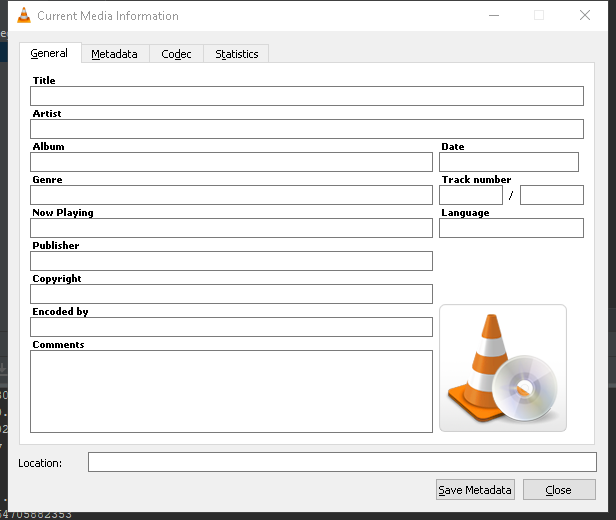 Current Media Information
General Metadata Codec Statistics
Title
Artist
Album Date
Genre Track number
/
Now Playing Language
Publisher
Copyright
Encoded by
Comments
Location:
Save Metadata Close
4705882353